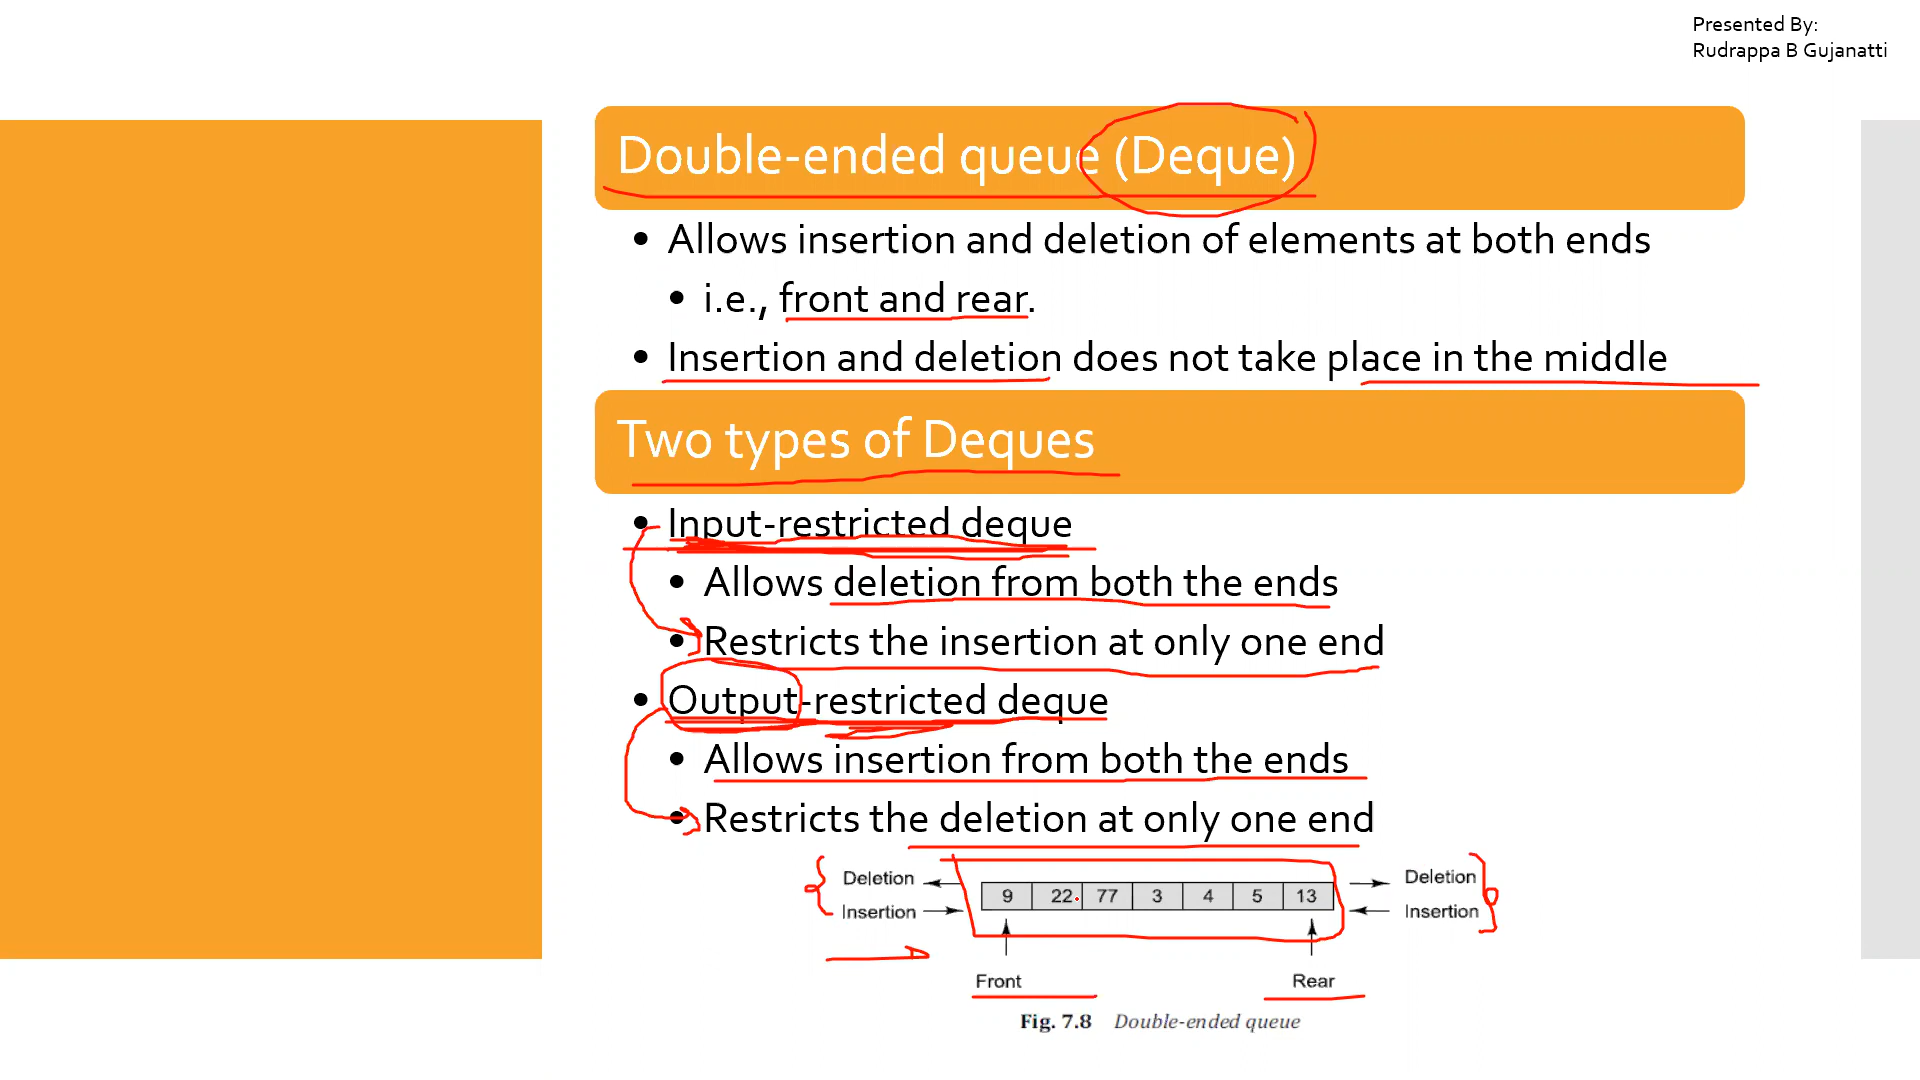 Presented By:
Rudrappa B Gujanatti
Double-ended queue (Deque)
• Allows insertion and deletion of elements at both ends
• i.e., front and rear.
• Insertion and deletion does not take place in the middle
Two types of Deques
• Input-restricted deque
• Allows deletion from both the ends
• Restricts the insertion at only one end
• Output-restricted deque
• Allows insertion from both the ends
• Restricts the deletion at only one end
Deletion Deletion
9 22 77 3 4 5 13
Insertion Insertion
Front Rear
Fig. 7.8 Double-ended queue